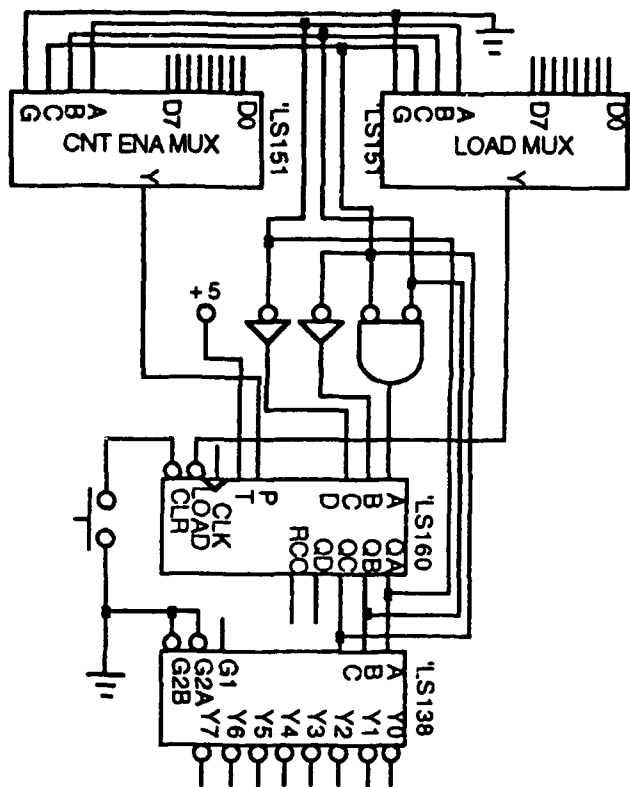 G C B A D7 D0
CNT ENA MUX
Y
'LS151
G C B A D7 D0
LOAD MUX
Y
'LS151
+5
CLR LOAD CLK T P D C B A
RCO QD QC QB QA
'LS160
G2B G2A G1 C B A
Y7 Y6 Y5 Y4 Y3 Y2 Y1 Y0
'LS138